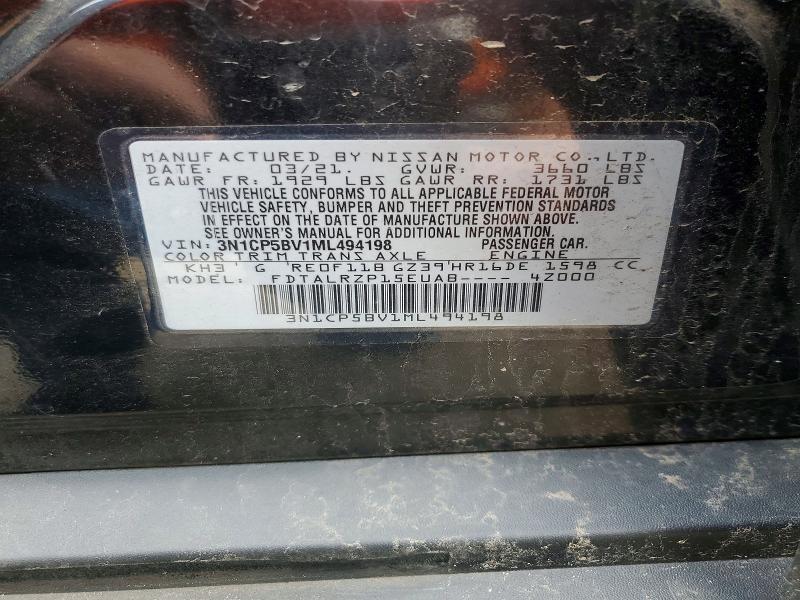 MANUFACTURED BY NISSAN MOTOR CO., LTD.
DATE: 03/21. GVWR: 3660 LBS
GAWR FR: 1929 LBS GAWR RR: 1731 LBS
THIS VEHICLE CONFORMS TO ALL APPLICABLE FEDERAL MOTOR
VEHICLE SAFETY, BUMPER AND THEFT PREVENTION STANDARDS
IN EFFECT ON THE DATE OF MANUFACTURE SHOWN ABOVE.
SEE OWNER'S MANUAL FOR ADDITIONAL INFORMATION.
VIN: 3N1CP5BV1ML494198 PASSENGER CAR.
COLOR TRIM TRANS AXLE ENGINE
KH3 G RE0F11B GZ39 HR16DE 1598 CC
MODEL: FDTALRZP15EUAB---- 4Z000
3N1CP5BV1ML494198